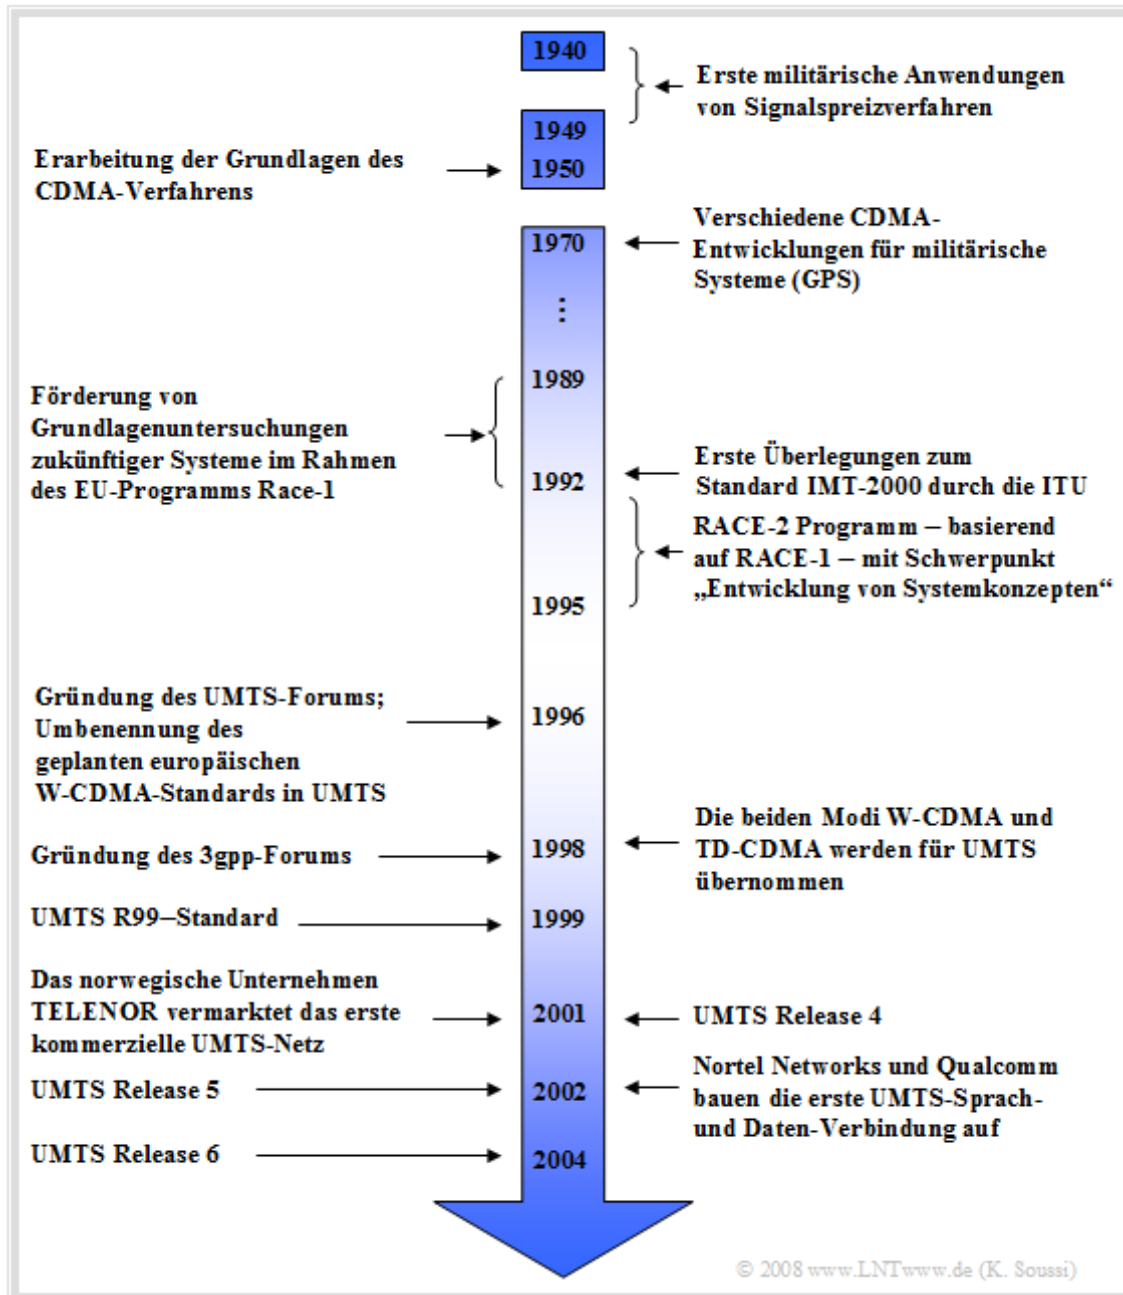 1940
Erste militärische Anwendungen
von Signalspreizverfahren
1949
Erarbeitung der Grundlagen des
CDMA-Verfahrens
1950
Verschiedene CDMA-
Entwicklungen für militärische
Systeme (GPS)
1970
...
1989
Förderung von
Grundlagenuntersuchungen
zukünftiger Systeme im Rahmen
des EU-Programms Race-1
1992
Erste Überlegungen zum
Standard IMT-2000 durch die ITU
RACE-2 Programm – basierend
auf RACE-1 – mit Schwerpunkt
„Entwicklung von Systemkonzepten“
1995
Gründung des UMTS-Forums;
Umbenennung des
geplanten europäischen
W-CDMA-Standards in UMTS
1996
Die beiden Modi W-CDMA und
TD-CDMA werden für UMTS
übernommen
Gründung des 3gpp-Forums
1998
UMTS R99–Standard
1999
Das norwegische Unternehmen
TELENOR vermarktet das erste
kommerzielle UMTS-Netz
2001
UMTS Release 4
UMTS Release 5
2002
Nortel Networks und Qualcomm
bauen die erste UMTS-Sprach-
und Daten-Verbindung auf
UMTS Release 6
2004
© 2008 www.LNTwww.de (K. Soussi)